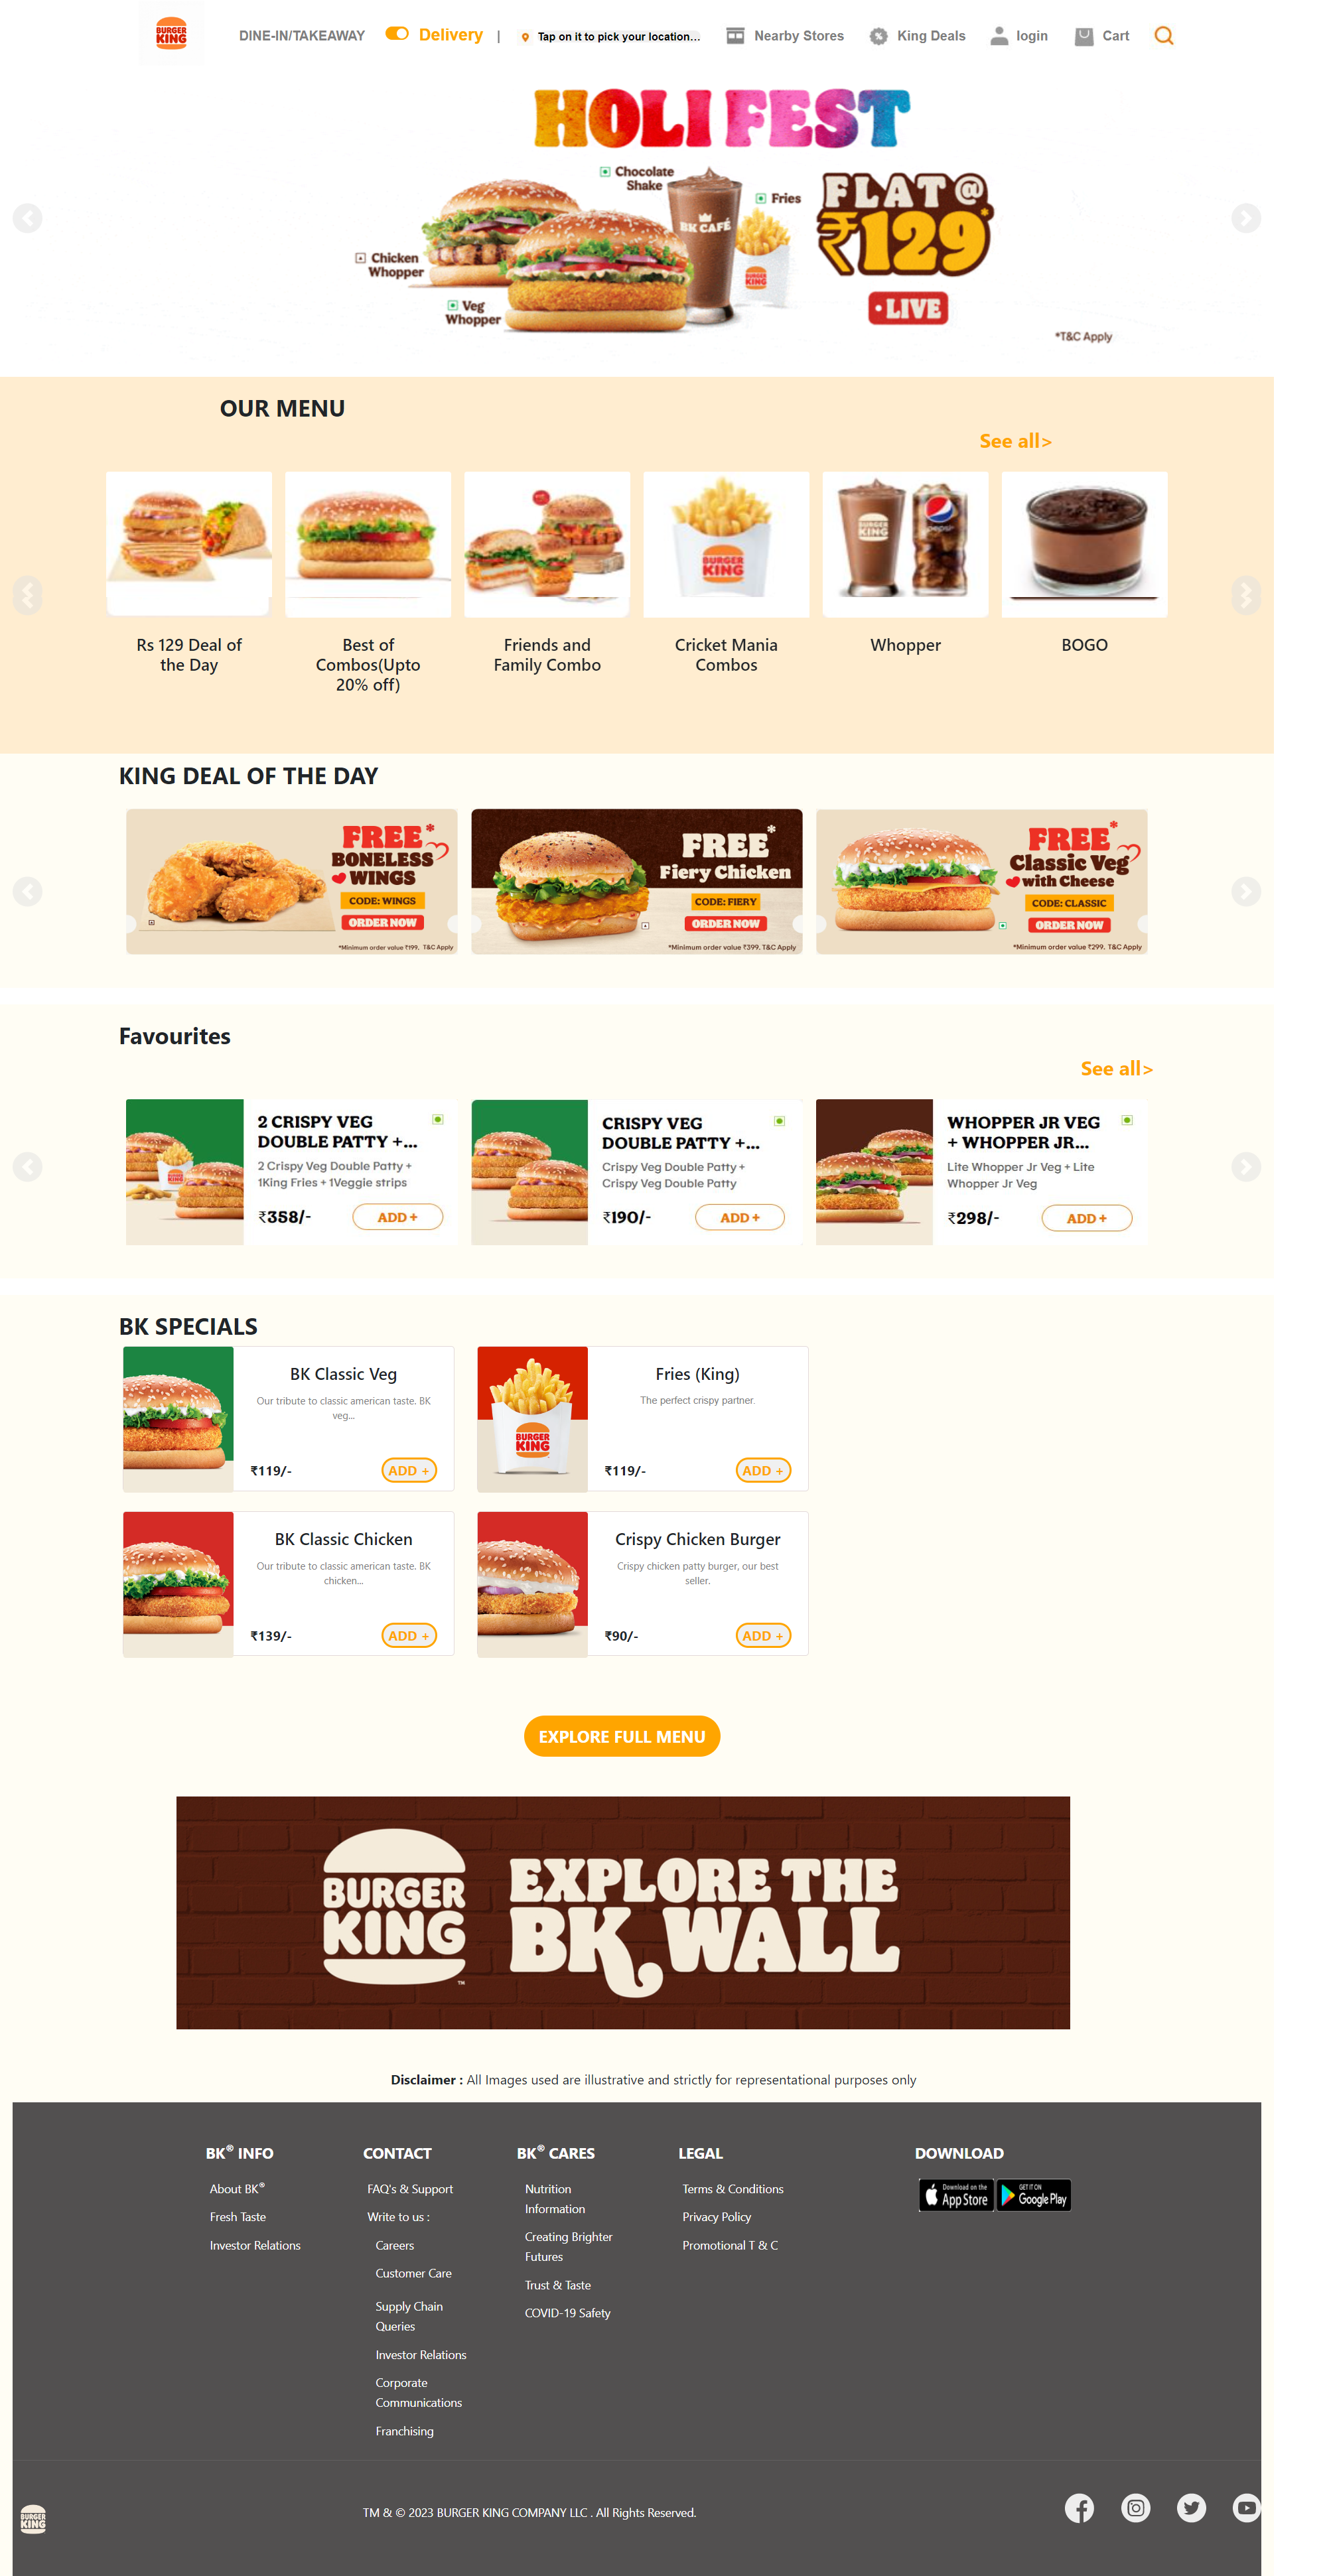 BURGER
KING
DINE-IN/TAKEAWAY
Delivery
|
Tap on it to pick your location...
Nearby Stores
King Deals
login
Cart
HOLI FEST
Chocolate
Shake
Fries
BK CAFÉ
BURGER
KING
Chicken
Whopper
Veg
Whopper
FLAT@
₹129*
• LIVE
*T&C Apply
OUR MENU
See all>
BURGER
KING
BURGER
KING
pepsi
Rs 129 Deal of
the Day
Best of
Combos(Upto
20% off)
Friends and
Family Combo
Cricket Mania
Combos
Whopper
BOGO
KING DEAL OF THE DAY
FREE*
BONELESS
WINGS
CODE: WINGS
ORDER NOW
*Minimum order value ₹199. T&C Apply
FREE*
Fiery Chicken
CODE: FIERY
ORDER NOW
*Minimum order value ₹399. T&C Apply
FREE*
Classic Veg
with Cheese
CODE: CLASSIC
ORDER NOW
*Minimum order value ₹299. T&C Apply
Favourites
See all>
BURGER
KING
2 CRISPY VEG
DOUBLE PATTY +...
2 Crispy Veg Double Patty +
1King Fries + 1Veggie strips
₹358/-
ADD +
CRISPY VEG
DOUBLE PATTY +...
Crispy Veg Double Patty +
Crispy Veg Double Patty
₹190/-
ADD +
WHOPPER JR VEG
+ WHOPPER JR...
Lite Whopper Jr Veg + Lite
Whopper Jr Veg
₹298/-
ADD +
BK SPECIALS
BK Classic Veg
Our tribute to classic american taste. BK
veg...
₹119/-
ADD +
BURGER
KING
Fries (King)
The perfect crispy partner.
₹119/-
ADD +
BK Classic Chicken
Our tribute to classic american taste. BK
chicken...
₹139/-
ADD +
Crispy Chicken Burger
Crispy chicken patty burger, our best
seller.
₹90/-
ADD +
EXPLORE FULL MENU
BURGER
KING
TM
EXPLORE THE
BK WALL
Disclaimer : All Images used are illustrative and strictly for representational purposes only
BK® INFO
About BK®
Fresh Taste
Investor Relations
CONTACT
FAQ's & Support
Write to us :
Careers
Customer Care
Supply Chain
Queries
Investor Relations
Corporate
Communications
Franchising
BK® CARES
Nutrition
Information
Creating Brighter
Futures
Trust & Taste
COVID-19 Safety
LEGAL
Terms & Conditions
Privacy Policy
Promotional T & C
DOWNLOAD
Download on the
App Store
GET IT ON
Google Play
BURGER
KING
TM & © 2023 BURGER KING COMPANY LLC . All Rights Reserved.